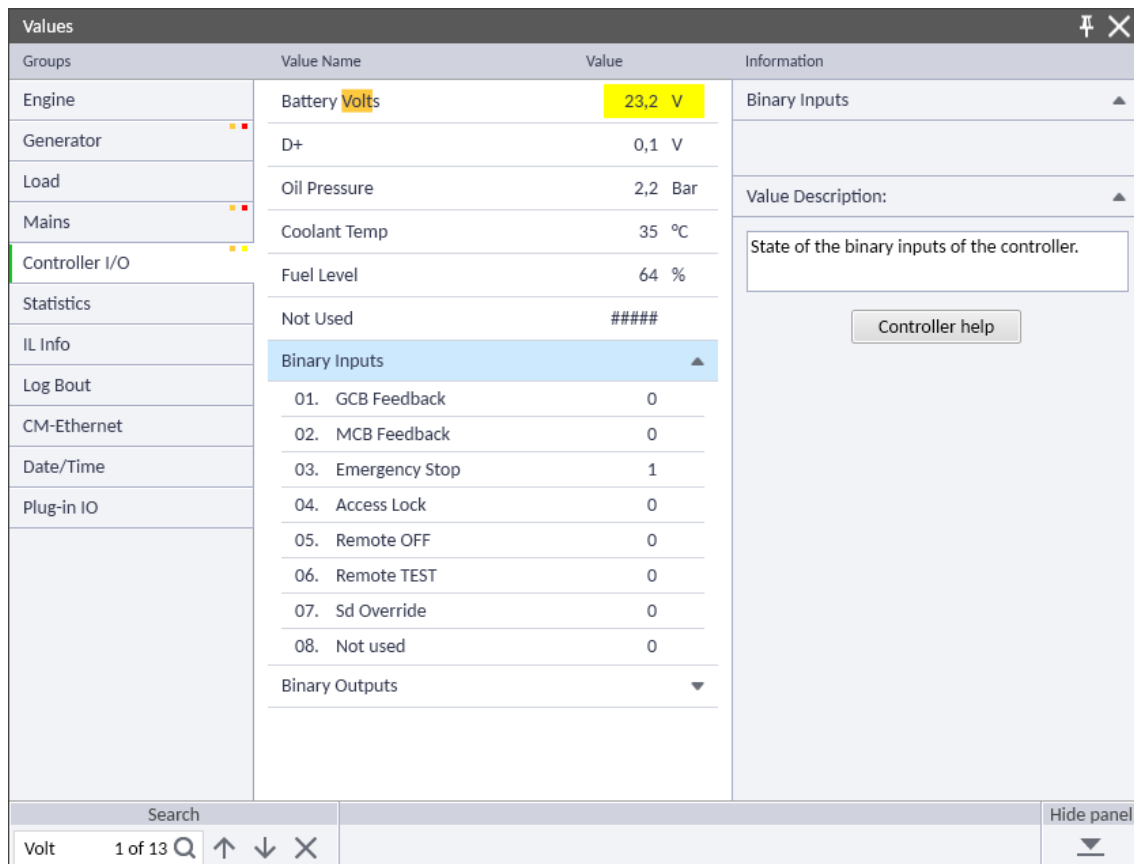 Values
Groups
Value Name Value
Information
Engine
Generator
Load
Mains
Controller I/O
Statistics
IL Info
Log Bout
CM-Ethernet
Date/Time
Plug-in IO
Battery Volts 23,2 V
D+ 0,1 V
Oil Pressure 2,2 Bar
Coolant Temp 35 °C
Fuel Level 64 %
Not Used #####
Binary Inputs
01. GCB Feedback 0
02. MCB Feedback 0
03. Emergency Stop 1
04. Access Lock 0
05. Remote OFF 0
06. Remote TEST 0
07. Sd Override 0
08. Not used 0
Binary Outputs
Binary Inputs
Value Description:
State of the binary inputs of the controller.
Controller help
Search
Volt 1 of 13
Hide panel